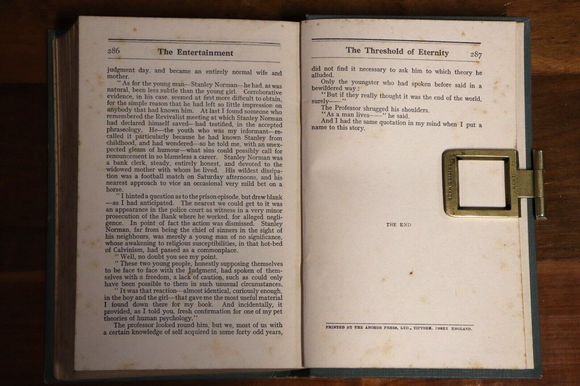 286 The Entertainment
judgment day, and became an entirely normal wife and
mother.
" As for the young man—Stanley Norman—he had, as was
natural, been less subtle than the young girl. Corroborative
evidence, in his case, seemed at first more difficult to obtain,
for the simple reason that he had left so little impression on
anybody that had known him. At last I found someone who
remembered the Revivalist meeting at which Stanley Norman
had declared himself saved—had testified, in the accepted
phraseology. He—the youth who was my informant—re-
called it particularly because he had known Stanley from
childhood, and had wondered—so he told me, with an unex-
pected gleam of humour—what sins could possibly call for
renouncement in so blameless a career. Stanley Norman was
a bank clerk, steady, entirely honest, and devoted to the
widowed mother with whom he lived. His wildest dissipa-
tion was a football match on Saturday afternoons, and his
nearest approach to vice an occasional very mild bet on a
horse.
" I hinted a question as to the prison episode, but drew blank
—as I had anticipated. The nearest we could get to it was
an appearance in the police court as witness in a very minor
prosecution of the Bank where he worked, for alleged negli-
gence. In point of fact the action was dismissed. Stanley
Norman, far from being the chief of sinners in the sight of
his neighbours, was merely a young man of no significance,
whose awakening to religious susceptibilities, in that hot-bed
of Calvinism, had passed as a commonplace.
" Well, no doubt you see my point.
" These two young people, honestly supposing themselves
to be face to face with the Judgment, had spoken of them-
selves with a freedom, a lack of caution, such as could only
have been possible to them in such unusual circumstances.
" It was that reaction—almost identical, curiously enough,
in the boy and the girl—that gave me the most useful material
I found down there for my book. And incidentally, it
provided, as I told you, fresh confirmation for one of my pet
theories of human psychology."
The professor looked round him, but we, most of us with
a certain knowledge of self acquired in some forty odd years,
The Threshold of Eternity 287
did not find it necessary to ask him to which theory he
alluded.
Only the youngster who had spoken before said in a
bewildered way :
" But if they really thought it was the end of the world,
surely——"
The Professor shrugged his shoulders.
" As a man lives——" he said.
And I had the same quotation in my mind when I put a
name to this story.
THE END
PRINTED BY THE ANCHOR PRESS, LTD., TIPTREE, ESSEX, ENGLAND.